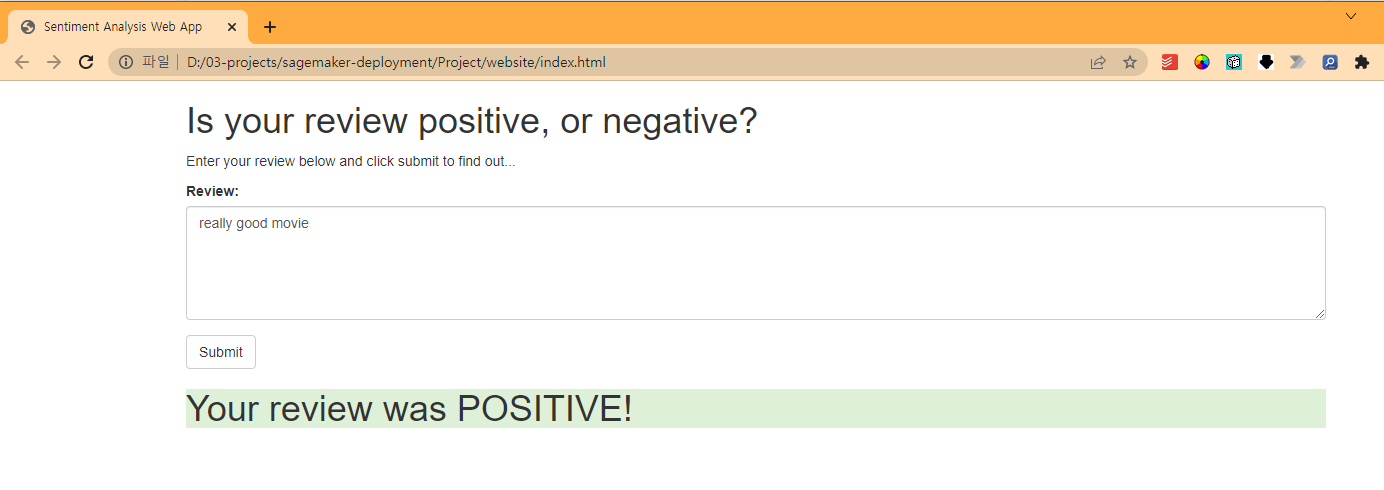 Sentiment Analysis Web App
파일 D:/03-projects/sagemaker-deployment/Project/website/index.html
Is your review positive, or negative?
Enter your review below and click submit to find out...
Review:
really good movie
Submit
Your review was POSITIVE!